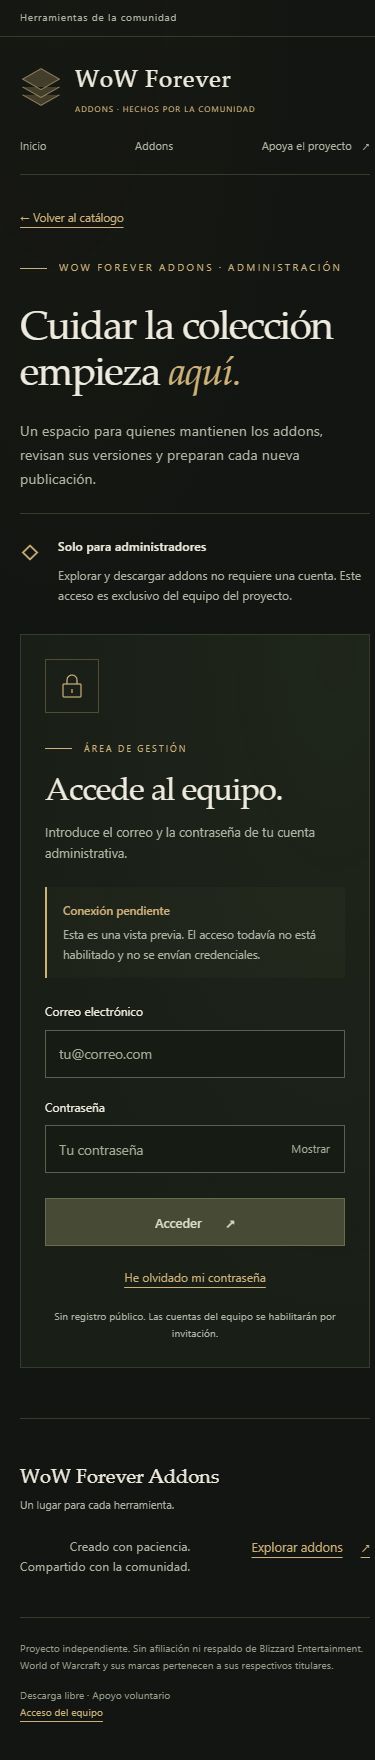 Herramientas de la comunidad
WoW Forever
ADDONS · HECHOS POR LA COMUNIDAD
Inicio Addons Apoya el proyecto ↗
← Volver al catálogo
WOW FOREVER ADDONS · ADMINISTRACIÓN
Cuidar la colección
empieza aquí.
Un espacio para quienes mantienen los addons,
revisan sus versiones y preparan cada nueva
publicación.
Solo para administradores
Explorar y descargar addons no requiere una cuenta. Este
acceso es exclusivo del equipo del proyecto.
ÁREA DE GESTIÓN
Accede al equipo.
Introduce el correo y la contraseña de tu cuenta
administrativa.
Conexión pendiente
Esta es una vista previa. El acceso todavía no está
habilitado y no se envían credenciales.
Correo electrónico
tu@correo.com
Contraseña
Tu contraseña Mostrar
Acceder ↗
He olvidado mi contraseña
Sin registro público. Las cuentas del equipo se habilitarán por
invitación.
WoW Forever Addons
Un lugar para cada herramienta.
Creado con paciencia.
Compartido con la comunidad.
Explorar addons ↗
Proyecto independiente. Sin afiliación ni respaldo de Blizzard Entertainment.
World of Warcraft y sus marcas pertenecen a sus respectivos titulares.
Descarga libre · Apoyo voluntario
Acceso del equipo